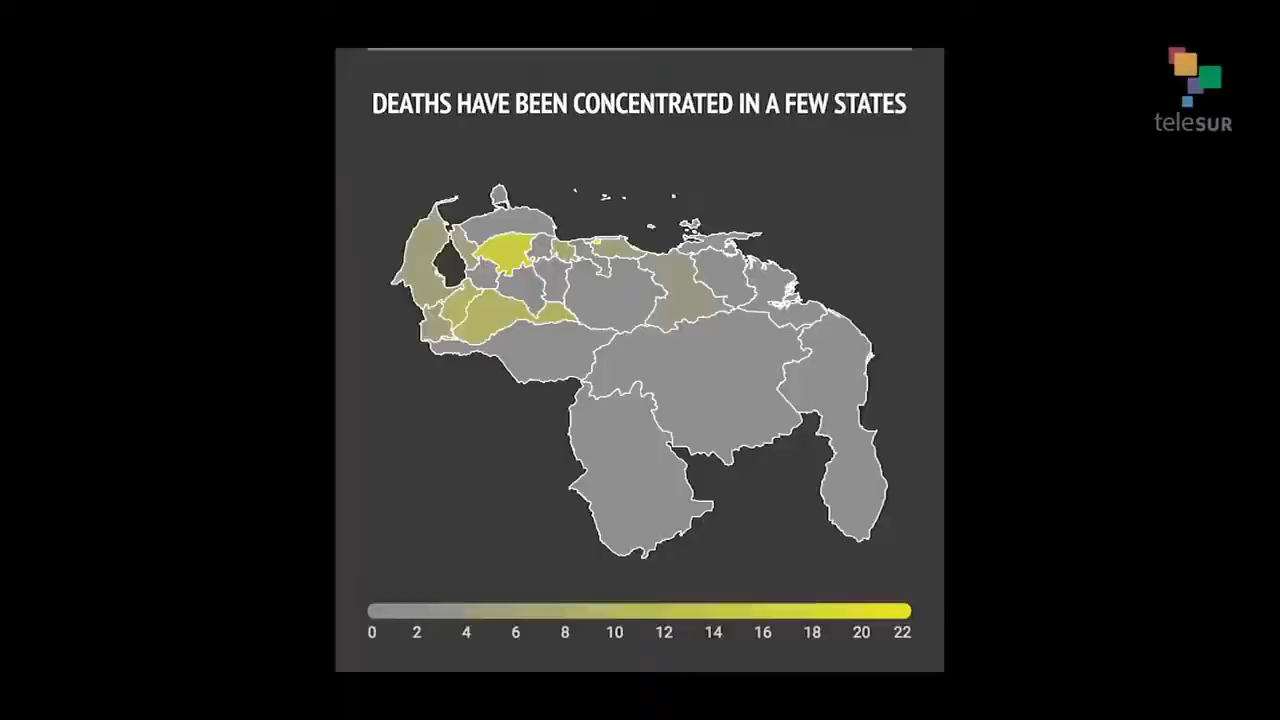 DEATHS HAVE BEEN CONCENTRATED IN A FEW STATES
teleSUR
0 2 4 6 8 10 12 14 16 18 20 22